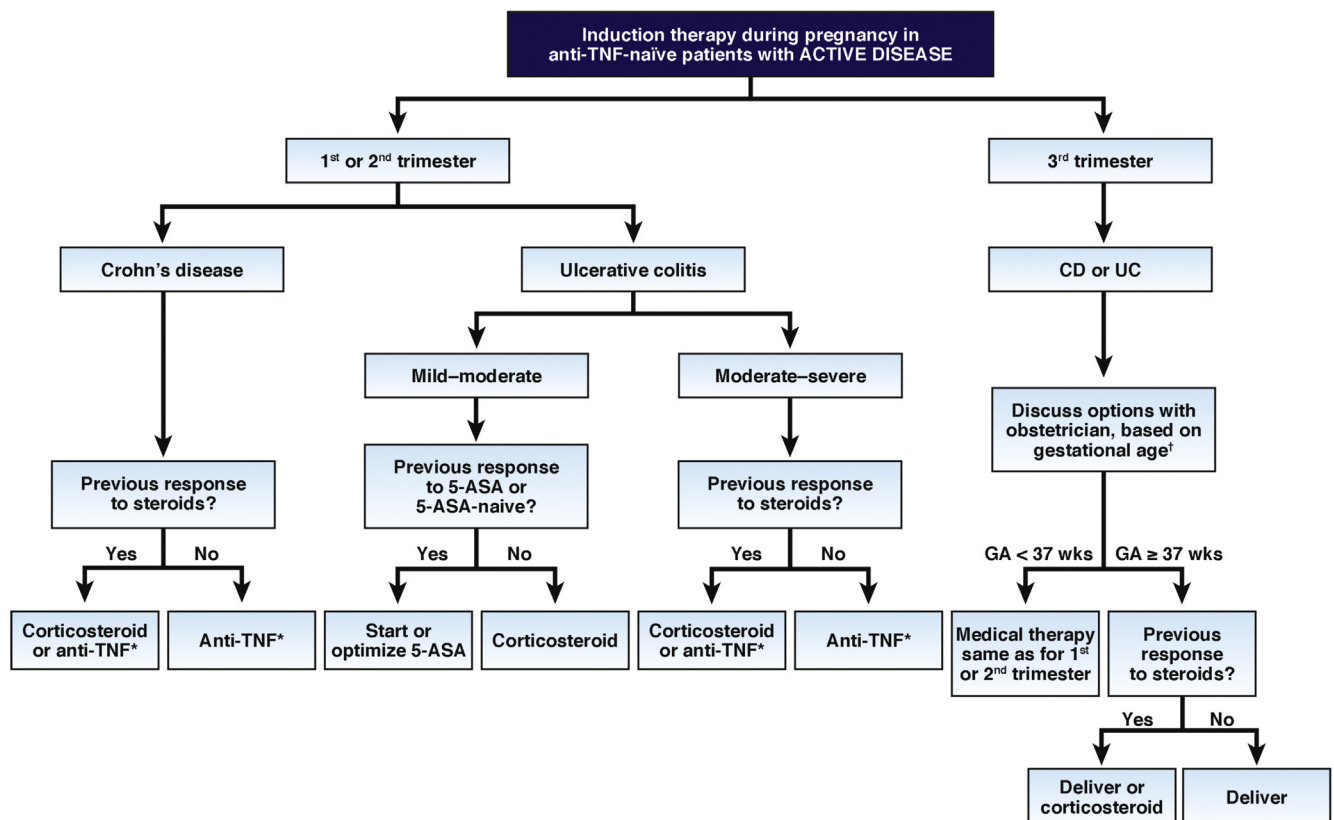 Induction therapy during pregnancy in
anti-TNF-naïve patients with ACTIVE DISEASE
1st or 2nd trimester
3rd trimester
Crohn's disease
Ulcerative colitis
CD or UC
Mild–moderate
Moderate–severe
Discuss options with
obstetrician, based on
gestational age†
Previous response
to steroids?
Previous response
to 5-ASA or
5-ASA-naive?
Previous response
to steroids?
Yes
No
Yes
No
Yes
No
GA < 37 wks
GA ≥ 37 wks
Corticosteroid
or anti-TNF*
Anti-TNF*
Start or
optimize 5-ASA
Corticosteroid
Corticosteroid
or anti-TNF*
Anti-TNF*
Medical therapy
same as for 1st
or 2nd trimester
Previous
response
to steroids?
Yes
No
Deliver or
corticosteroid
Deliver